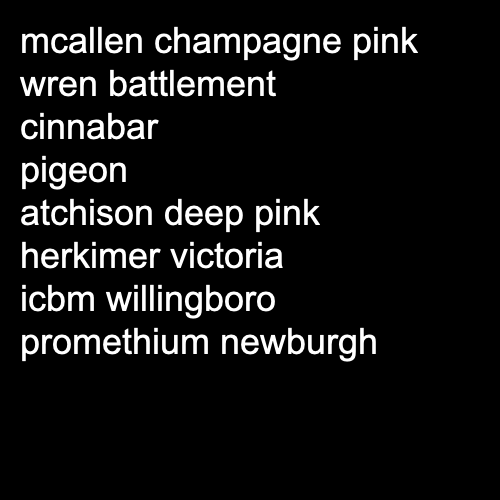 mcallen champagne pink
wren battlement
cinnabar
pigeon
atchison deep pink
herkimer victoria
icbm willingboro
promethium newburgh